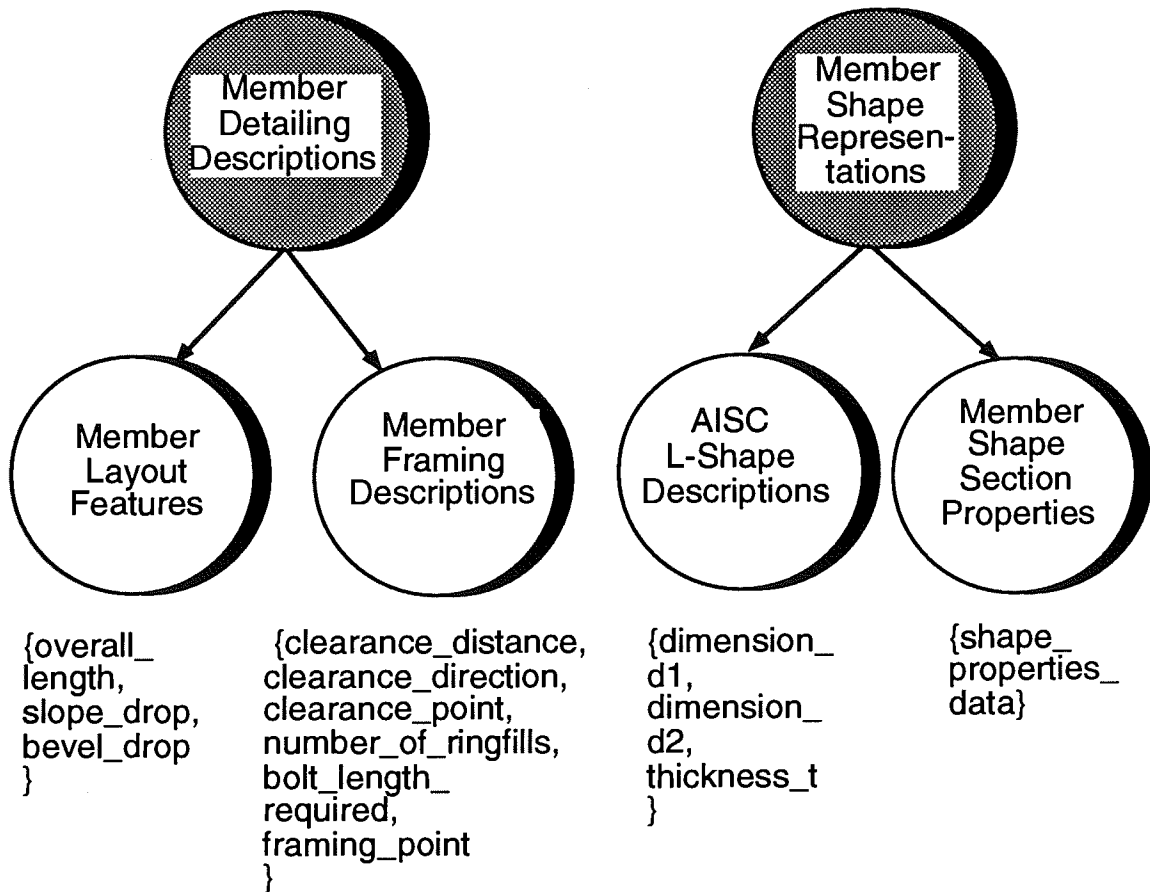 Member
Detailing
Descriptions
Member
Shape
Represen-
tations
Member
Layout
Features
Member
Framing
Descriptions
AISC
L-Shape
Descriptions
Member
Shape
Section
Properties
{overall_
length,
slope_drop,
bevel_drop
}
{clearance_distance,
clearance_direction,
clearance_point,
number_of_ringfills,
bolt_length_
required,
framing_point
}
{dimension_
d1,
dimension_
d2,
thickness_t
}
{shape_
properties_
data}